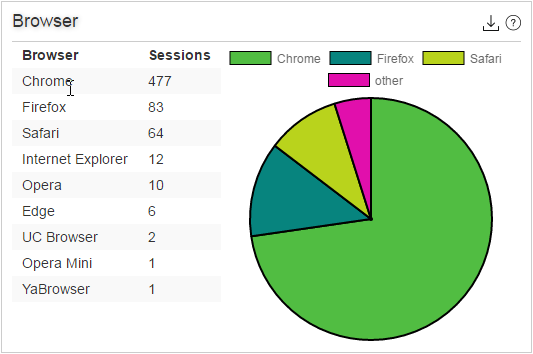 Browser
Browser Sessions
Chrome 477
Firefox 83
Safari 64
Internet Explorer 12
Opera 10
Edge 6
UC Browser 2
Opera Mini 1
YaBrowser 1
Chrome Firefox Safari
other